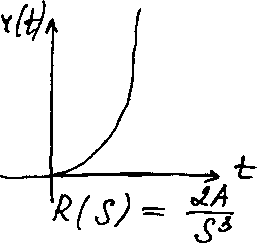 r(t)
t
R(S) = 2A/S³